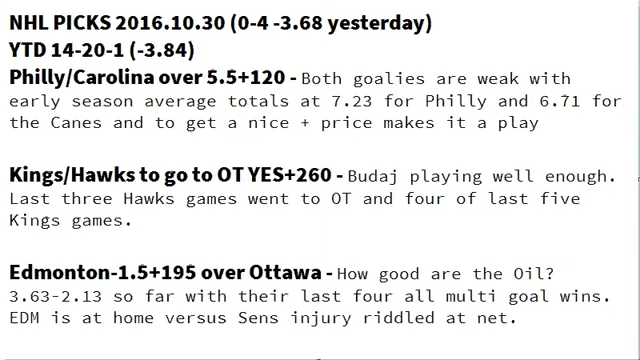 NHL PICKS 2016.10.30 (0-4 -3.68 yesterday)
YTD 14-20-1 (-3.84)
Philly/Carolina over 5.5+120 - Both goalies are weak with
early season average totals at 7.23 for Philly and 6.71 for
the Canes and to get a nice + price makes it a play
Kings/Hawks to go to OT YES+260 - Budaj playing well enough.
Last three Hawks games went to OT and four of last five
Kings games.
Edmonton-1.5+195 over Ottawa - How good are the Oil?
3.63-2.13 so far with their last four all multi goal wins.
EDM is at home versus Sens injury riddled at net.